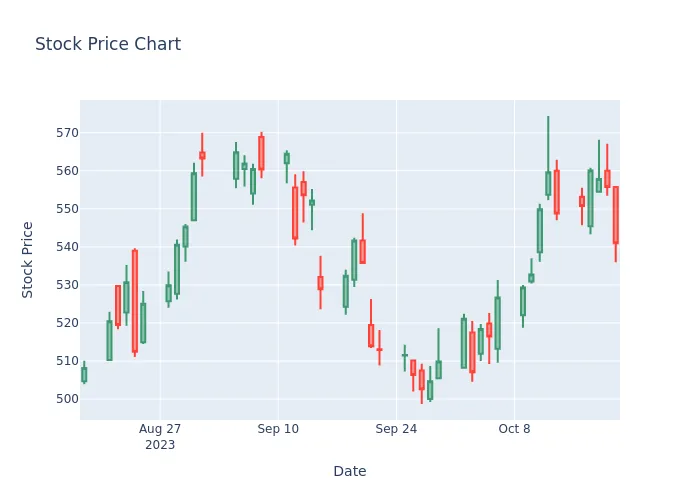 Stock Price Chart
Stock Price
570
560
550
540
530
520
510
500
Aug 27
2023
Sep 10
Sep 24
Oct 8
Date